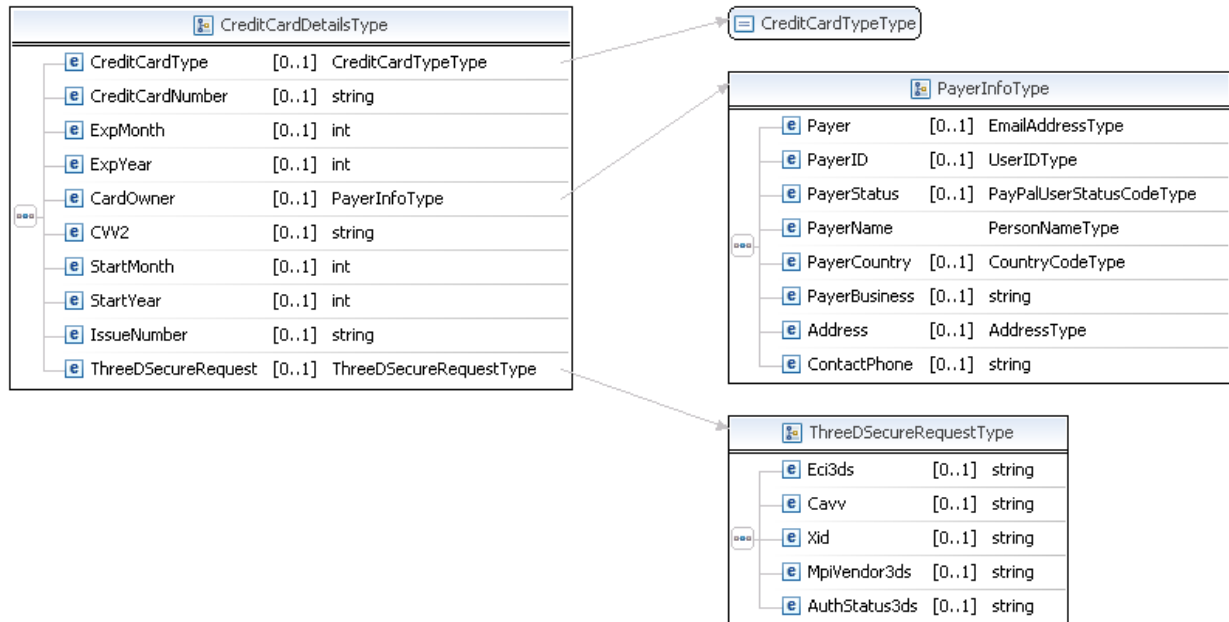 CreditCardDetailsType
e CreditCardType [0..1] CreditCardTypeType
e CreditCardNumber [0..1] string
e ExpMonth [0..1] int
e ExpYear [0..1] int
e CardOwner [0..1] PayerInfoType
e CVV2 [0..1] string
e StartMonth [0..1] int
e StartYear [0..1] int
e IssueNumber [0..1] string
e ThreeDSecureRequest [0..1] ThreeDSecureRequestType
CreditCardTypeType
PayerInfoType
e Payer [0..1] EmailAddressType
e PayerID [0..1] UserIDType
e PayerStatus [0..1] PayPalUserStatusCodeType
e PayerName PersonNameType
e PayerCountry [0..1] CountryCodeType
e PayerBusiness [0..1] string
e Address [0..1] AddressType
e ContactPhone [0..1] string
ThreeDSecureRequestType
e Eci3ds [0..1] string
e Cavv [0..1] string
e Xid [0..1] string
e MpiVendor3ds [0..1] string
e AuthStatus3ds [0..1] string